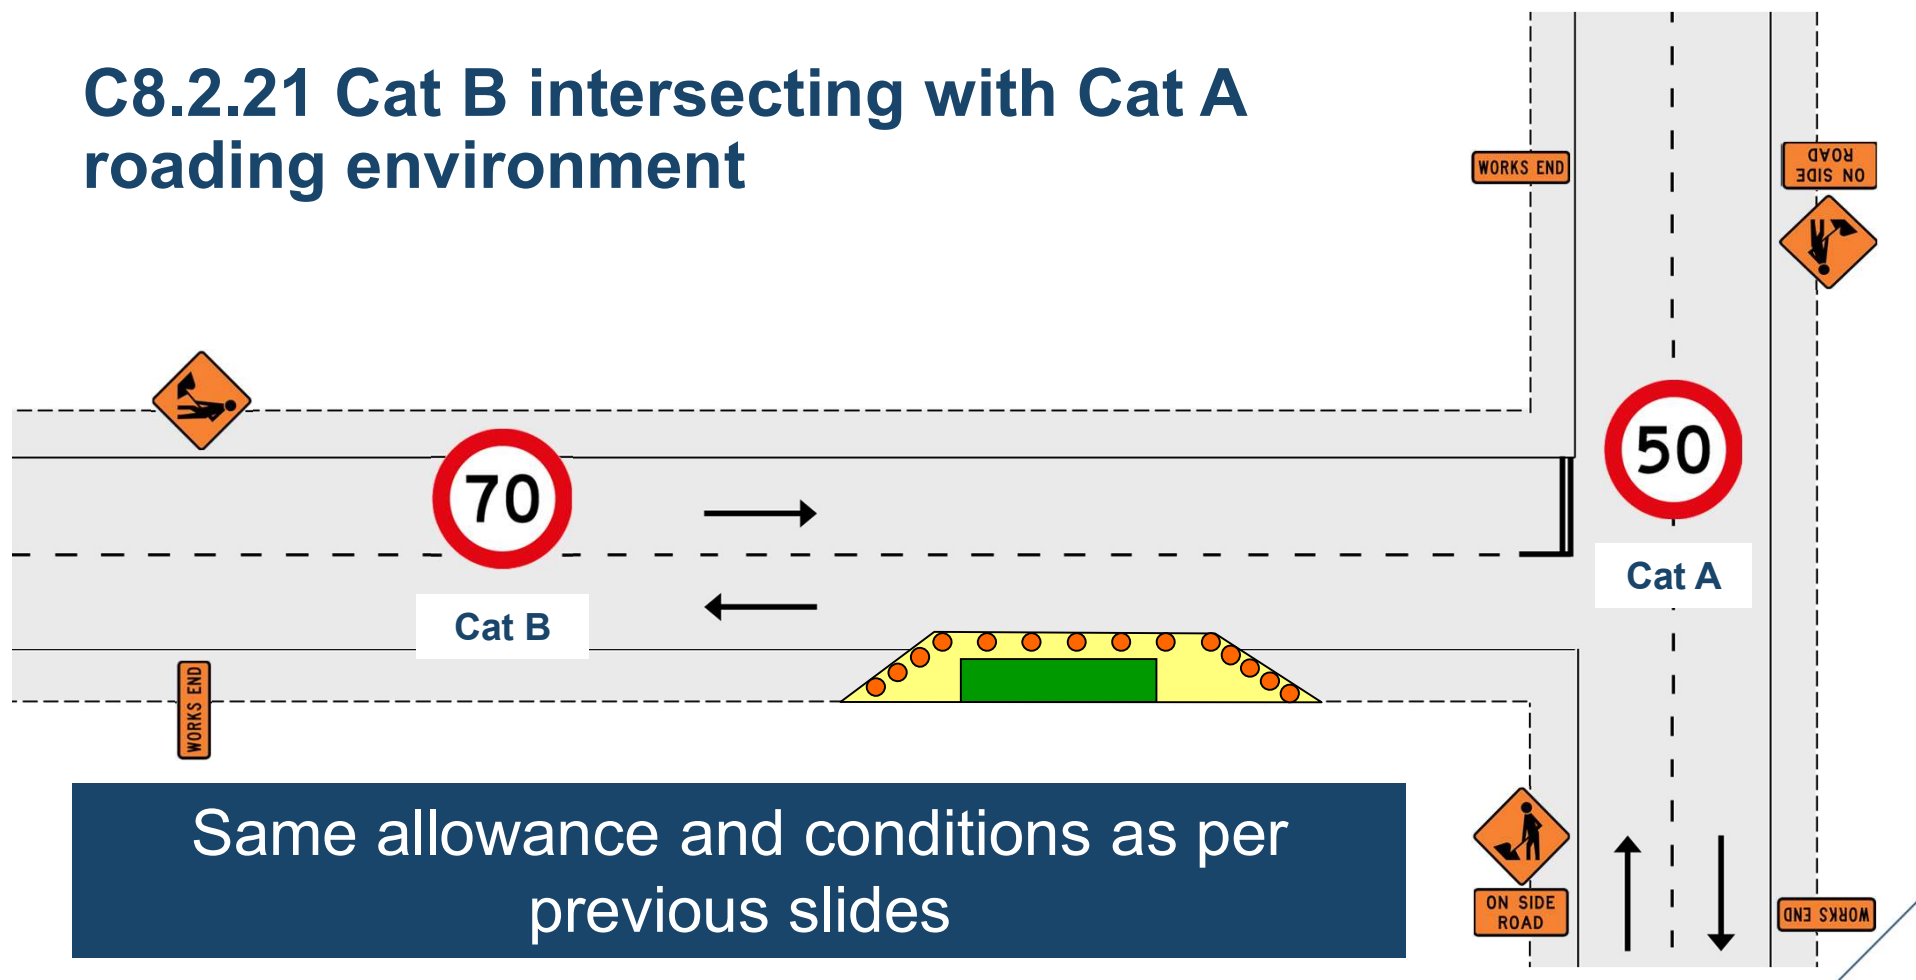 C8.2.21 Cat B intersecting with Cat A
roading environment
WORKS END
ON SIDE
ROAD
70
50
Cat A
Cat B
WORKS END
Same allowance and conditions as per
previous slides
ON SIDE
ROAD
WORKS END